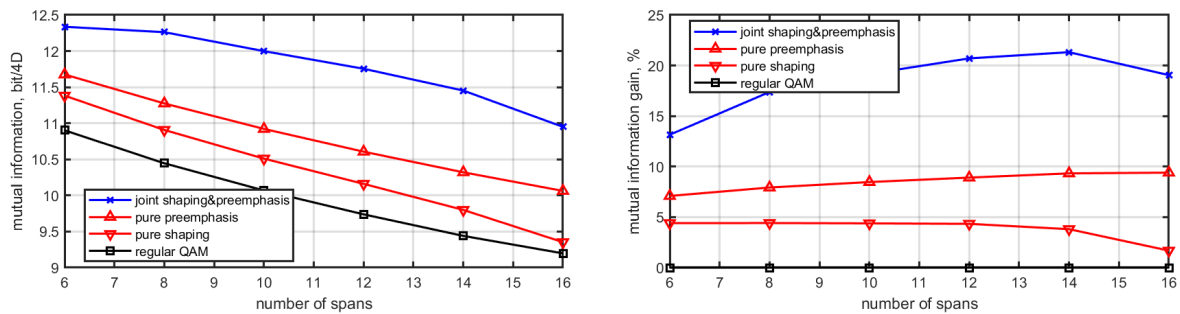 12.5
12
11.5
11
10.5
10
9.5
9
mutual information, bit/4D
joint shaping&preemphasis
pure preemphasis
pure shaping
regular QAM
6 7 8 9 10 11 12 13 14 15 16
number of spans
25
20
15
10
5
0
mutual information gain, %
joint shaping&preemphasis
pure preemphasis
pure shaping
regular QAM
6 7 8 9 10 11 12 13 14 15 16
number of spans